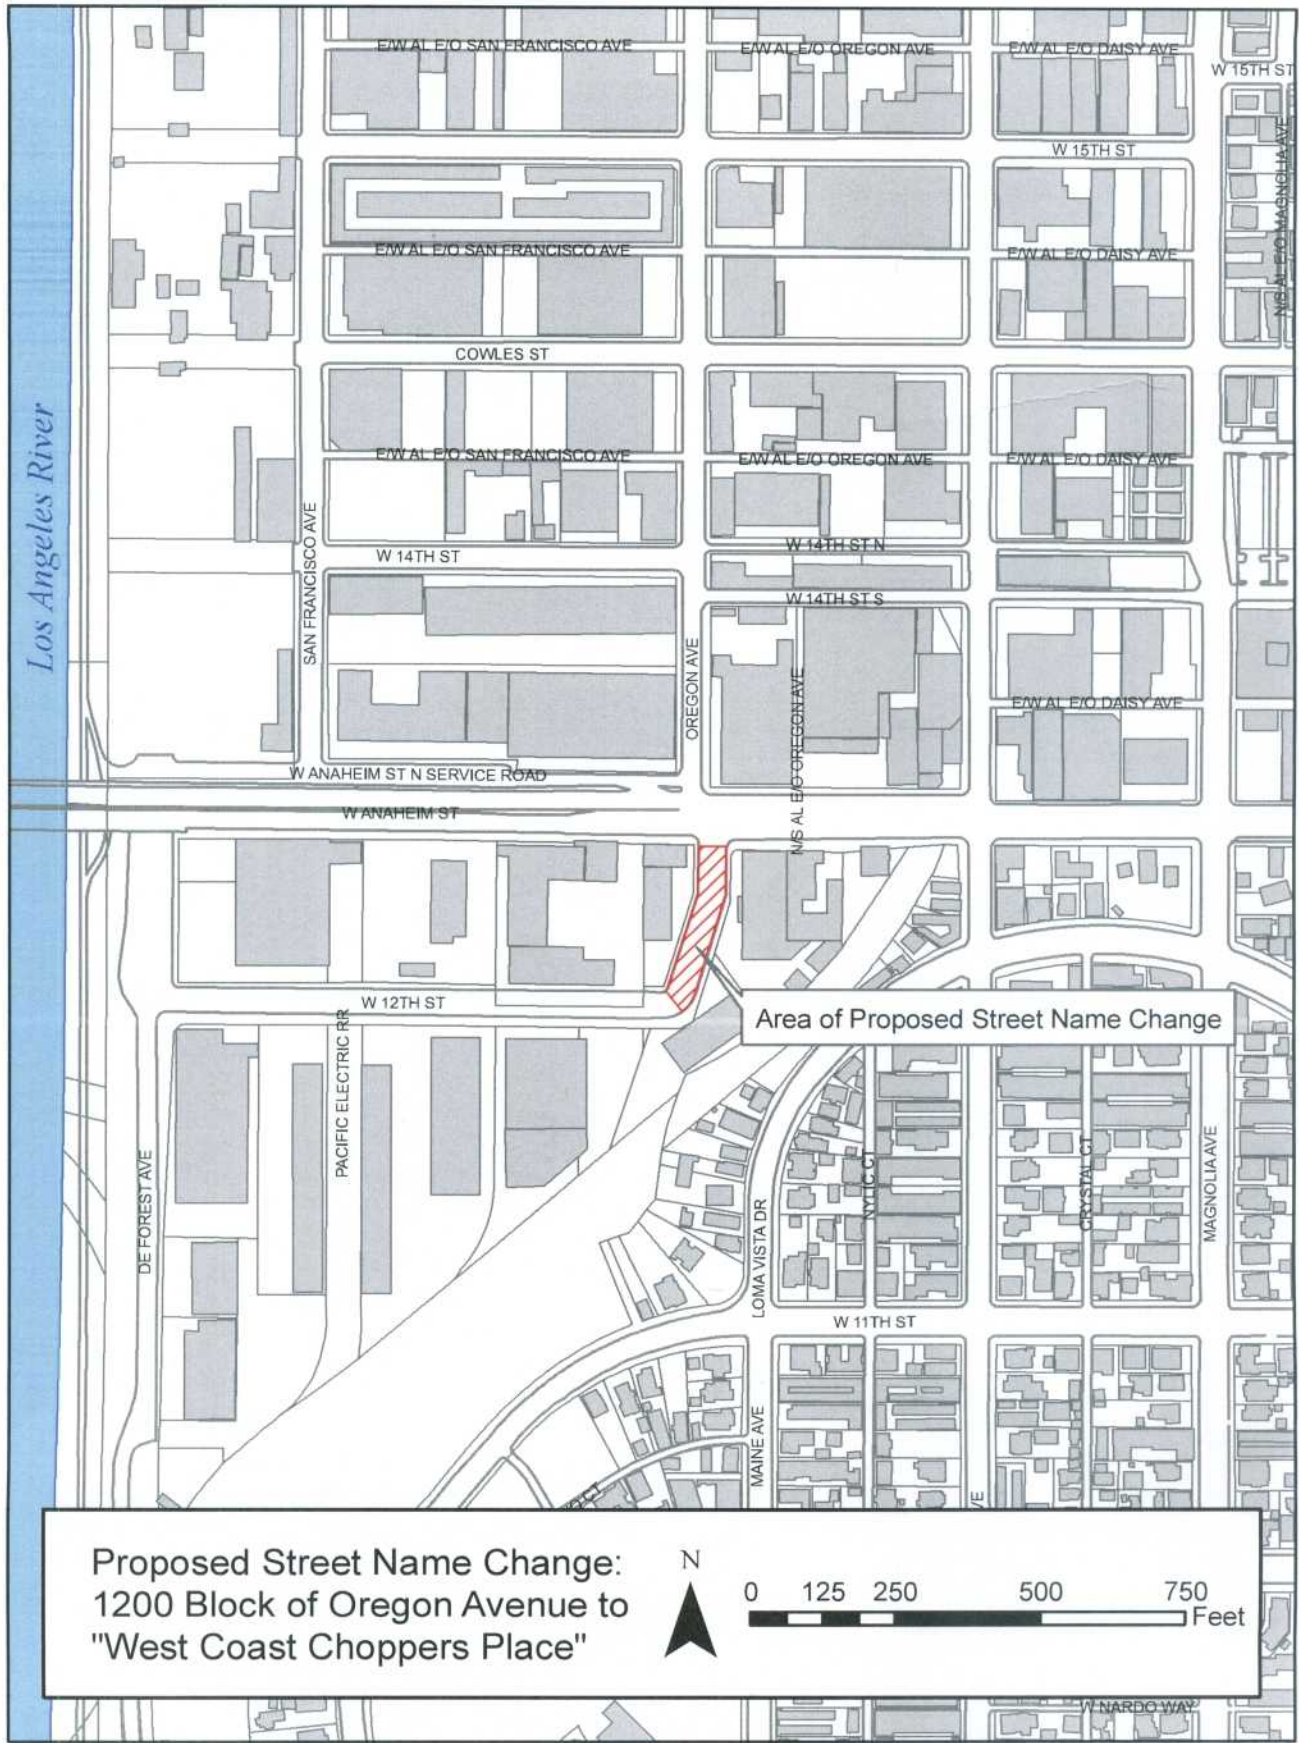 E/W AL E/O SAN FRANCISCO AVE
E/W AL E/O OREGON AVE
E/W AL E/O DAISY AVE
W 15TH ST
W 15TH ST
N/S AL E/O MAGNOLIA AVE
E/W AL E/O SAN FRANCISCO AVE
E/W AL E/O DAISY AVE
COWLES ST
Los Angeles River
E/W AL E/O SAN FRANCISCO AVE
E/W AL E/O OREGON AVE
E/W AL E/O DAISY AVE
SAN FRANCISCO AVE
W 14TH ST
W 14TH ST N
W 14TH ST S
OREGON AVE
N/S AL E/O OREGON AVE
E/W AL E/O DAISY AVE
W ANAHEIM ST N SERVICE ROAD
W ANAHEIM ST
W 12TH ST
Area of Proposed Street Name Change
PACIFIC ELECTRIC RR
DE FOREST AVE
LOMA VISTA DR
NYLIC CT
CRYSTAL CT
MAGNOLIA AVE
W 11TH ST
MAINE AVE
CT
VE
Proposed Street Name Change:
1200 Block of Oregon Avenue to
"West Coast Choppers Place"
N
0 125 250 500 750
Feet
W NARDO WAY